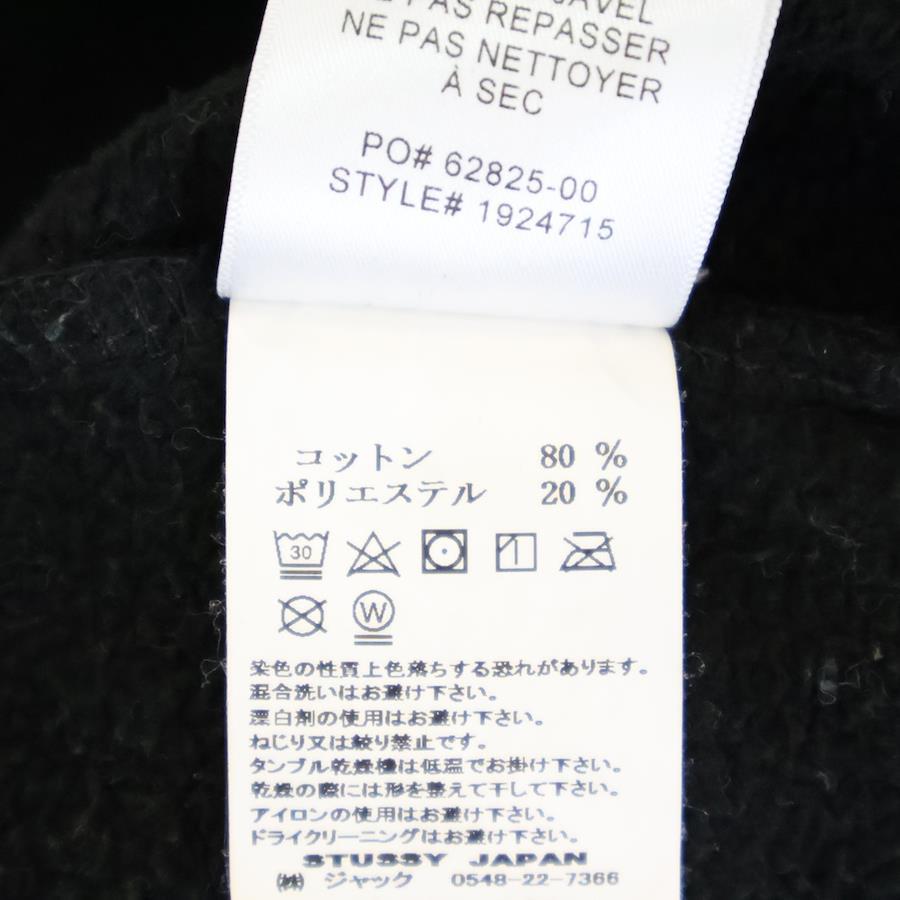 JAVEL
PAS REPASSER
NE PAS NETTOYER
À SEC
PO# 62825-00
STYLE# 1924715
コットン 80 %
ポリエステル 20 %
30
1
W
染色の性質上色落ちする恐れがあります。
混合洗いはお避け下さい。
漂白剤の使用はお避け下さい。
ねじり又は絞り禁止です。
タンブル乾燥機は低温でお掛け下さい。
乾燥の際には形を整えて干して下さい。
アイロンの使用はお避け下さい。
ドライクリーニングはお避け下さい。
STUSSY JAPAN
㈱ ジャック 0548-22-7366